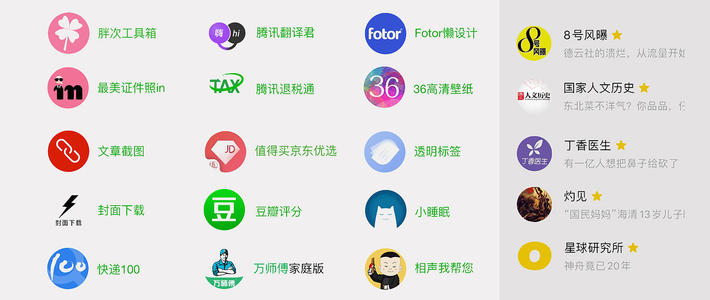 胖次工具箱
嗨
hi
腾讯翻译君
fotor
Fotor懒设计
8号风曝
8号风曝
德云社的溃烂，从流量开始
in
最美证件照in
TAX
腾讯退税通
36
36高清壁纸
人文历史
国家人文历史
东北菜不洋气？你品品，仔
文章截图
JD
值得买京东优选
透明标签
丁香医生
丁香医生
有一亿人想把鼻子给砍了
封面下载
封面下载
豆
豆瓣评分
小睡眠
灼见
“国民妈妈”海清13岁儿子
100
快递100
万师傅
万师傅家庭版
相声我帮您
星球研究所
神舟竟已20年